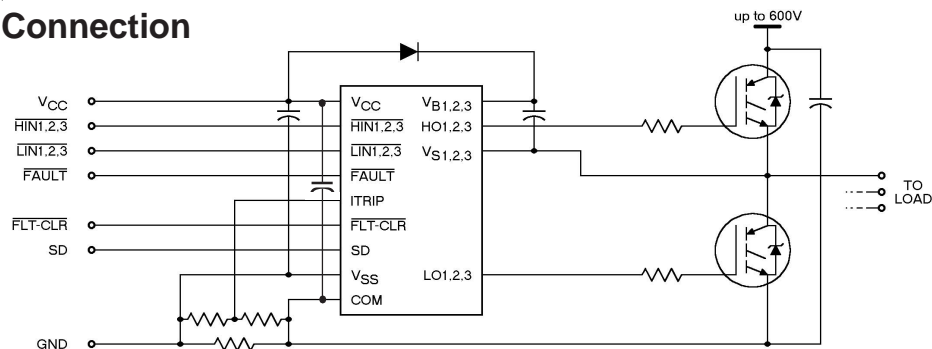 Connection
up to 600V
VCC
HIN1,2,3
LIN1,2,3
FAULT
FLT-CLR
SD
GND
VCC
HIN1,2,3
LIN1,2,3
FAULT
ITRIP
FLT-CLR
SD
VSS
COM
VB1,2,3
HO1,2,3
VS1,2,3
LO1,2,3
TO
LOAD